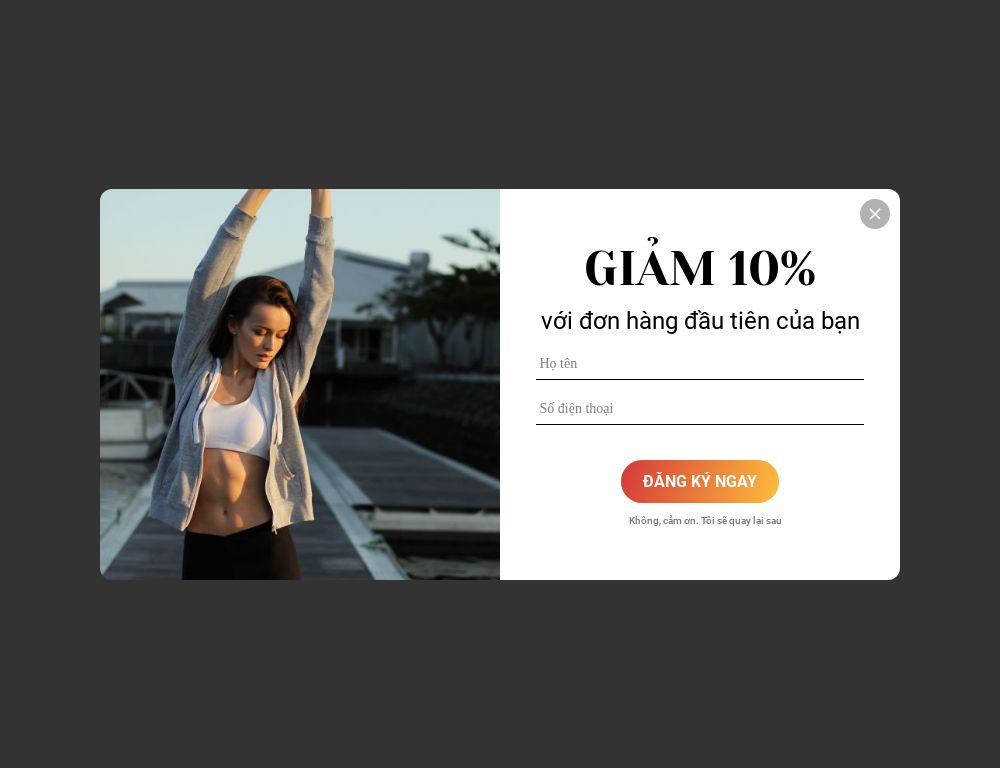 GIẢM 10%
với đơn hàng đầu tiên của bạn
Họ tên
Số điện thoại
ĐĂNG KÝ NGAY
Không, cảm ơn. Tôi sẽ quay lại sau